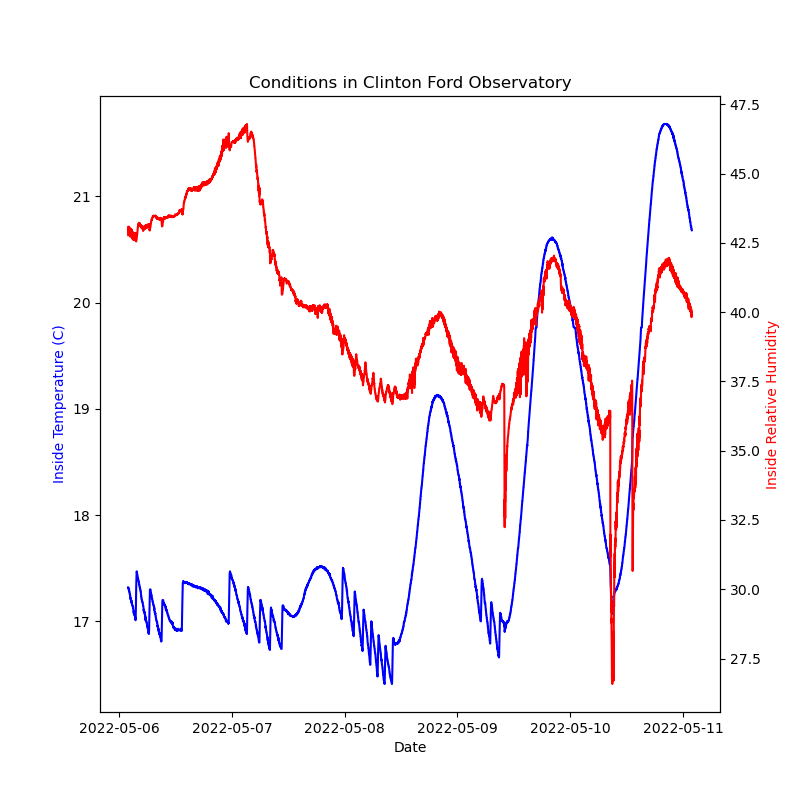 Conditions in Clinton Ford Observatory
Inside Temperature (C)
21
20
19
18
17
47.5
45.0
42.5
40.0
37.5
35.0
32.5
30.0
27.5
Inside Relative Humidity
2022-05-06 2022-05-07 2022-05-08 2022-05-09 2022-05-10 2022-05-11
Date